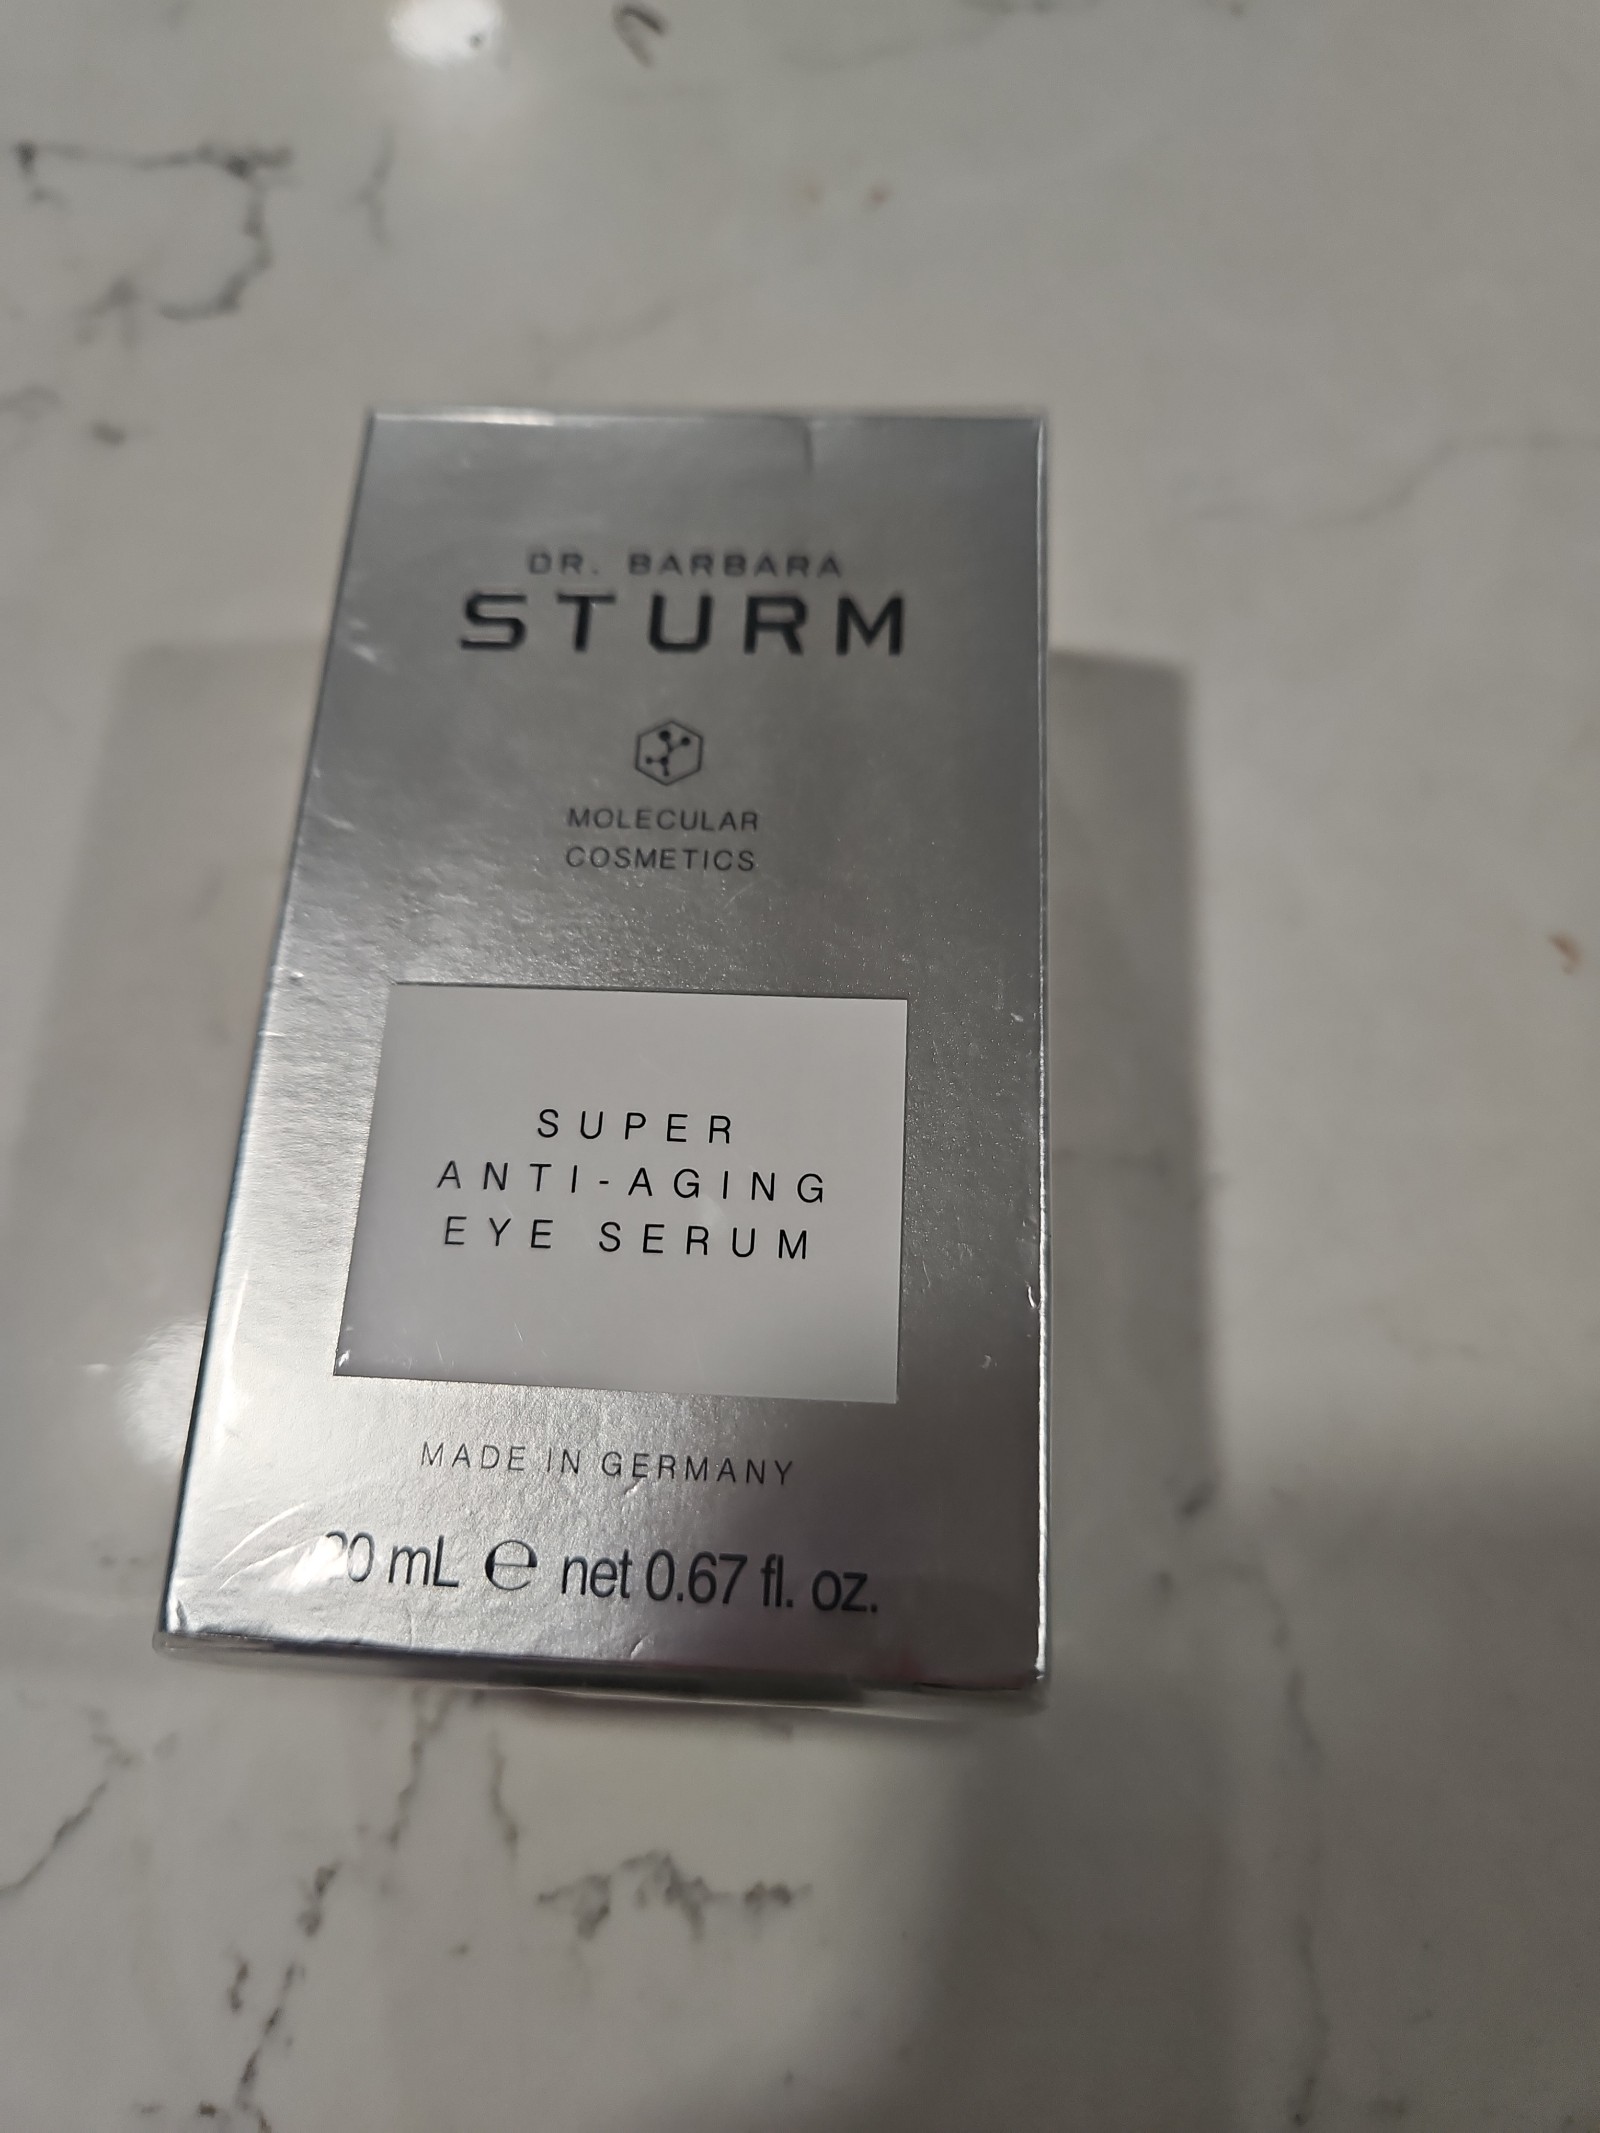 DR. BARBARA
STURM
MOLECULAR
COSMETICS
SUPER
ANTI-AGING
EYE SERUM
MADE IN GERMANY
20 mL e net 0.67 fl. oz.